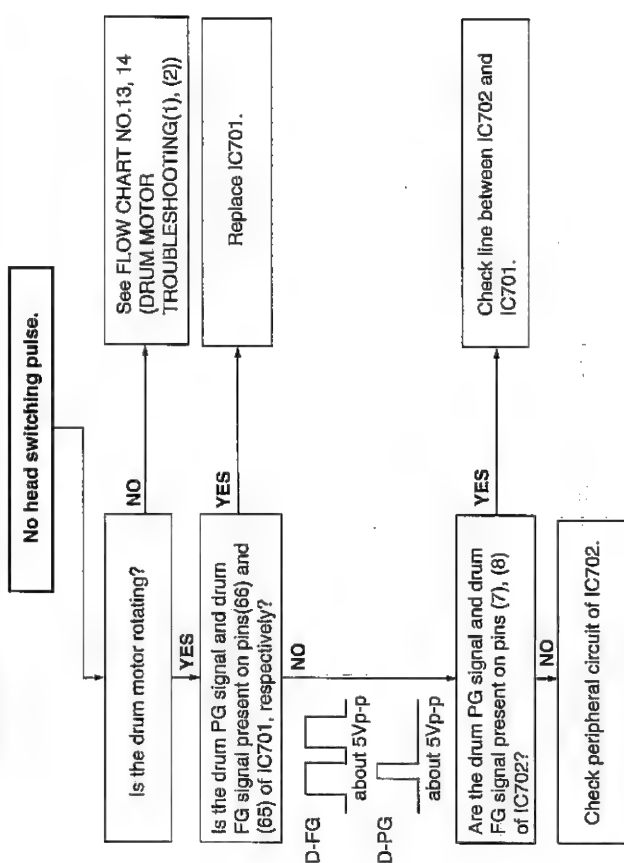 No head switching pulse.
Is the drum motor rotating?
NO
See FLOW CHART NO.13, 14
(DRUM MOTOR
TROUBLESHOOTING(1), (2))
YES
Is the drum PG signal and drum
FG signal present on pins(66) and
(65) of IC701, respectively?
YES
Replace IC701.
NO
D-FG
about 5Vp-p
D-PG
about 5Vp-p
Are the drum PG signal and drum
FG signal present on pins (7), (8)
of IC702?
YES
Check line between IC702 and
IC701.
NO
Check peripheral circuit of IC702.